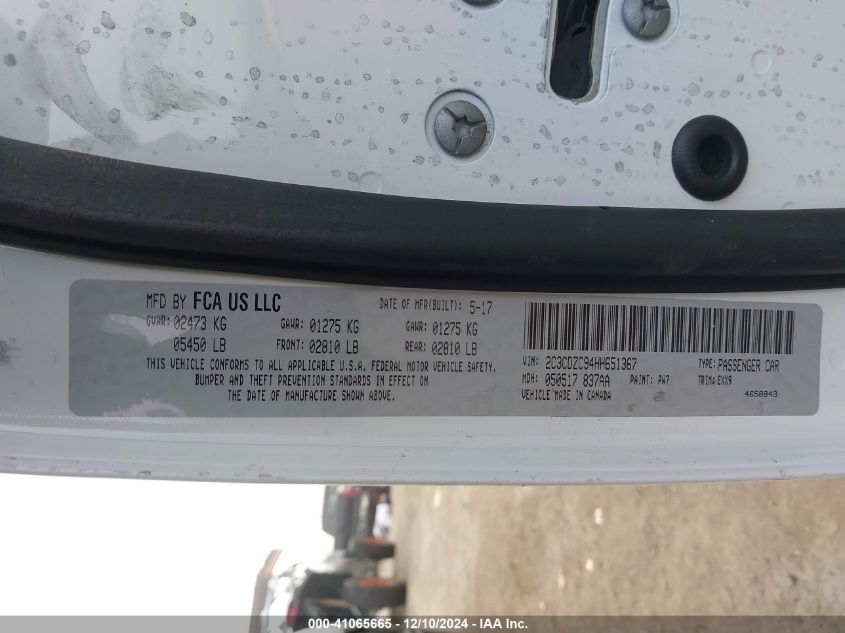 MFD BY FCA US LLC
DATE OF MFR(BUILT): 5-17
GVWR: 02473 KG GAWR: 01275 KG GAWR: 01275 KG
05450 LB FRONT: 02810 LB REAR: 02810 LB
THIS VEHICLE CONFORMS TO ALL APPLICABLE U.S.A. FEDERAL MOTOR VEHICLE SAFETY,
BUMPER AND THEFT PREVENTION STANDARDS IN EFFECT ON
THE DATE OF MANUFACTURE SHOWN ABOVE.
VIN: 2C3CDZC94HH651367 TYPE: PASSENGER CAR
MDH: 050517 837AA PAINT: PW7 TRIM: EXX9
VEHICLE MADE IN CANADA 4658943
000-41065665 - 12/10/2024 - IAA Inc.